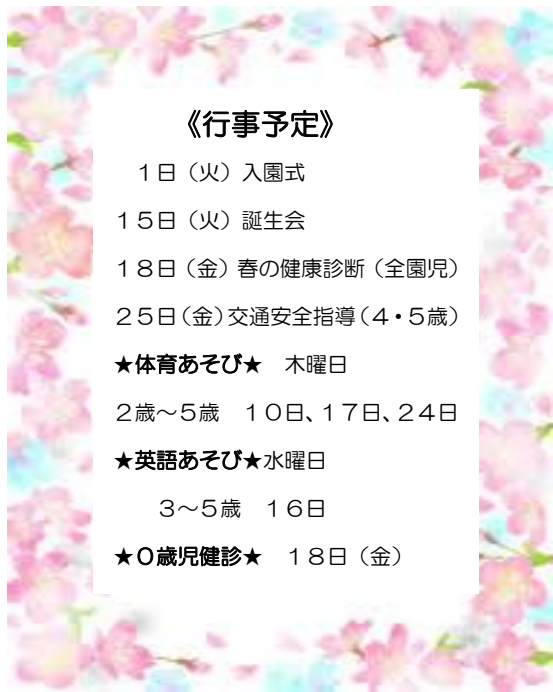 《行事予定》
１日（火）入園式
１５日（火）誕生会
１８日（金）春の健康診断（全園児）
２５日（金）交通安全指導（４・５歳）
★体育あそび★　木曜日
２歳～５歳　１０日、１７日、２４日
★英語あそび★水曜日
３～５歳　１６日
★０歳児健診★　１８日（金）